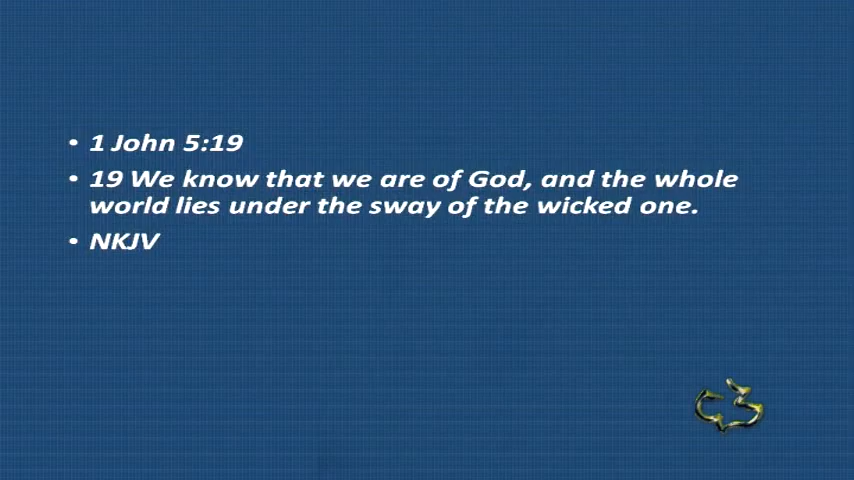 • 1 John 5:19
• 19 We know that we are of God, and the whole
world lies under the sway of the wicked one.
• NKJV